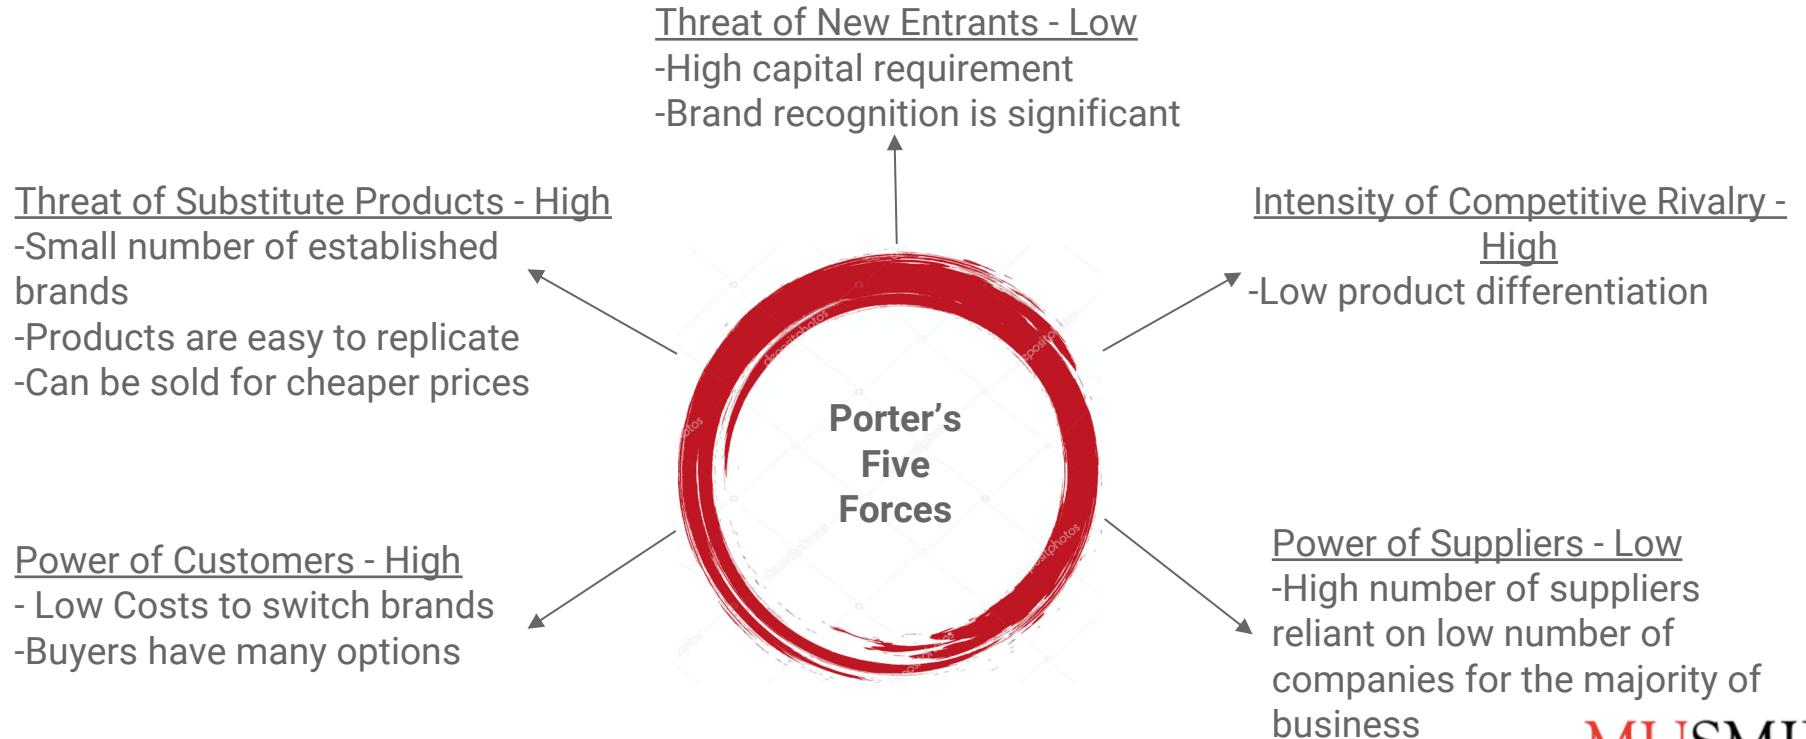 Threat of New Entrants - Low
-High capital requirement
-Brand recognition is significant
Threat of Substitute Products - High
-Small number of established
brands
-Products are easy to replicate
-Can be sold for cheaper prices
Intensity of Competitive Rivalry -
High
-Low product differentiation
Porter’s
Five
Forces
Power of Customers - High
- Low Costs to switch brands
-Buyers have many options
Power of Suppliers - Low
-High number of suppliers
reliant on low number of
companies for the majority of
business
depositphotos